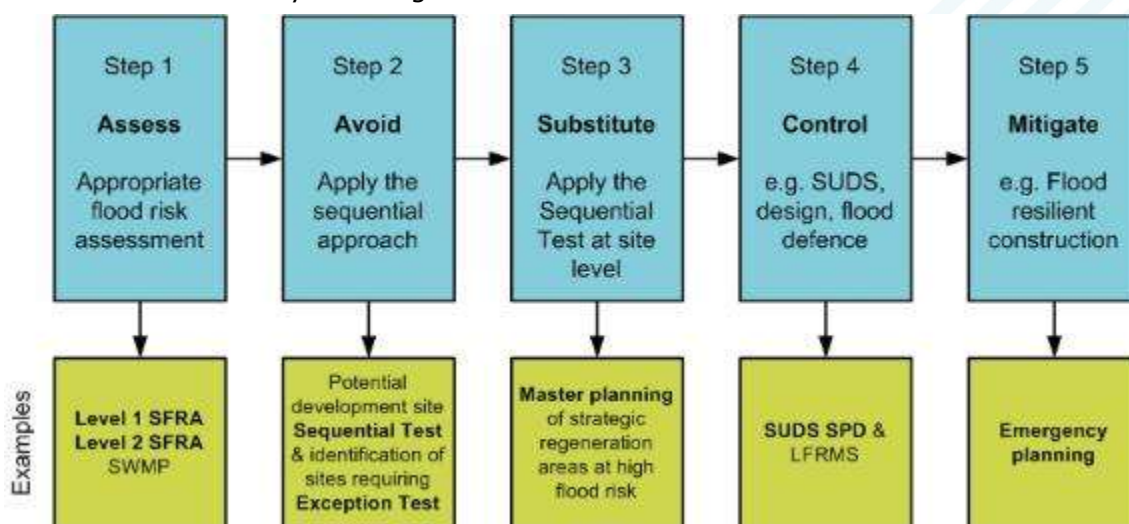 Step 1
Assess
Appropriate
flood risk
assessment
Step 2
Avoid
Apply the
sequential
approach
Step 3
Substitute
Apply the
Sequential
Test at site
level
Step 4
Control
e.g. SUDS,
design, flood
defence
Step 5
Mitigate
e.g. Flood
resilient
construction
Examples
Level 1 SFRA
Level 2 SFRA
SWMP
Potential
development site
Sequential Test
& identification of
sites requiring
Exception Test
Master planning
of strategic
regeneration
areas at high
flood risk
SUDS SPD &
LFRMS
Emergency
planning